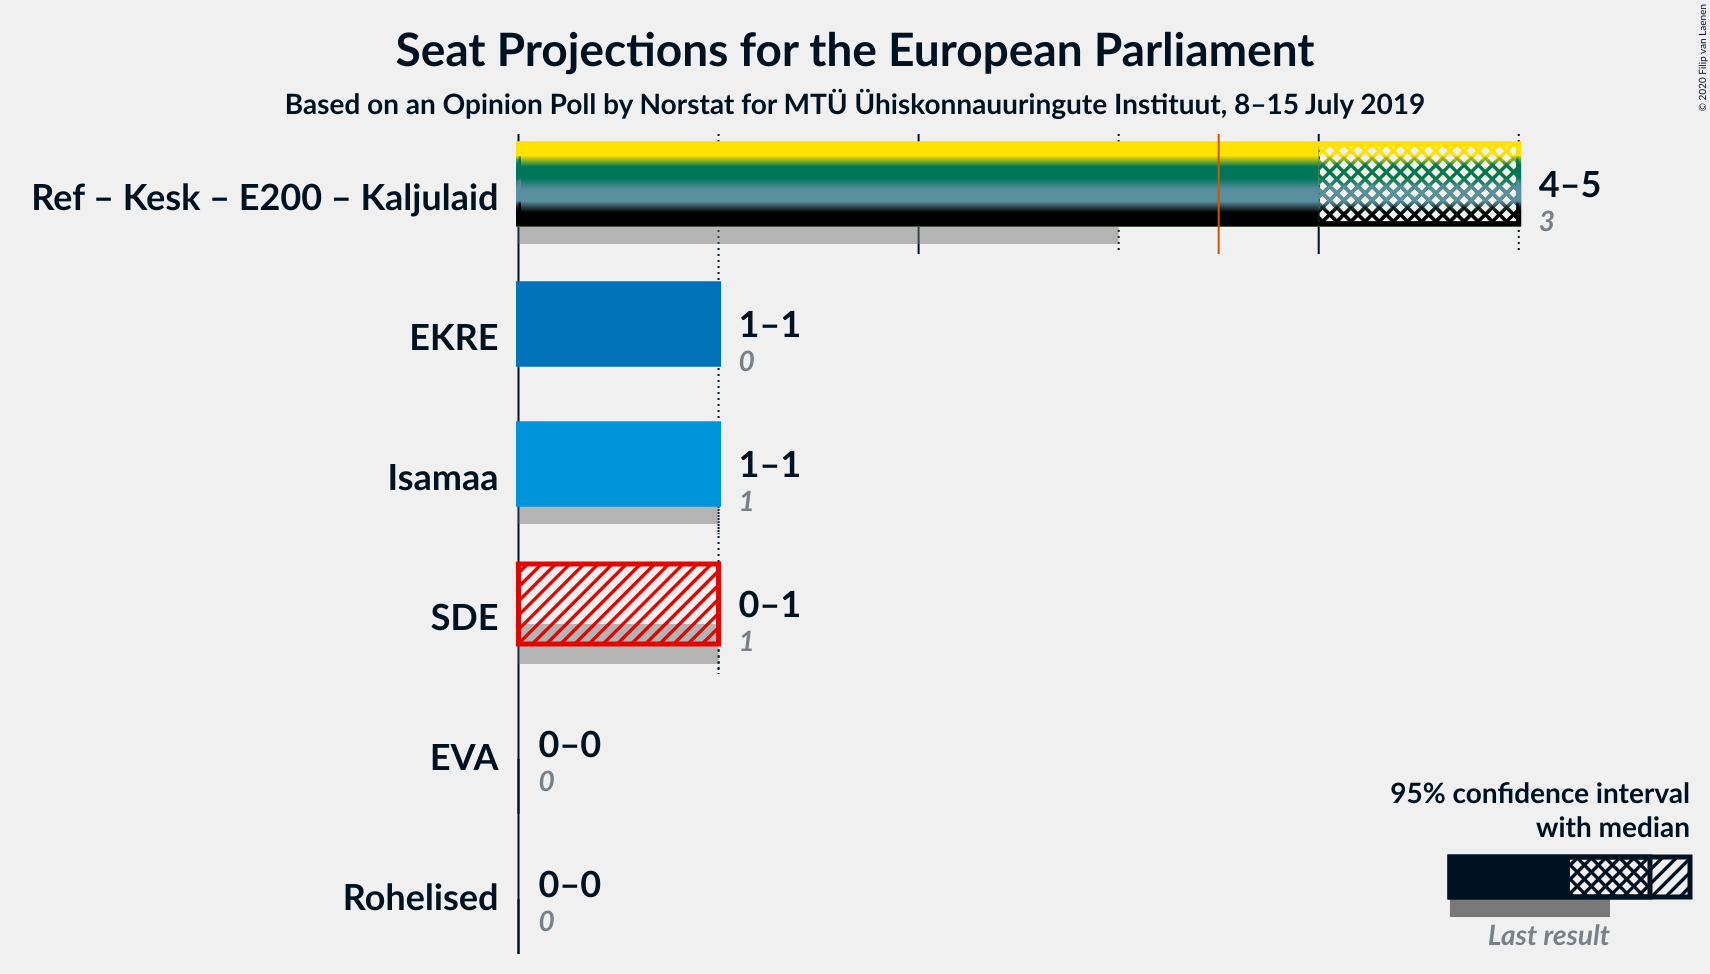 Seat Projections for the European Parliament
Based on an Opinion Poll by Norstat for MTÜ Ühiskonnauuringute Instituut, 8–15 July 2019
© 2020 Filip van Laenen
Ref – Kesk – E200 – Kaljulaid
4–5
3
EKRE
1–1
0
Isamaa
1–1
1
SDE
0–1
1
EVA
0–0
0
Rohelised
0–0
0
95% confidence interval
with median
Last result